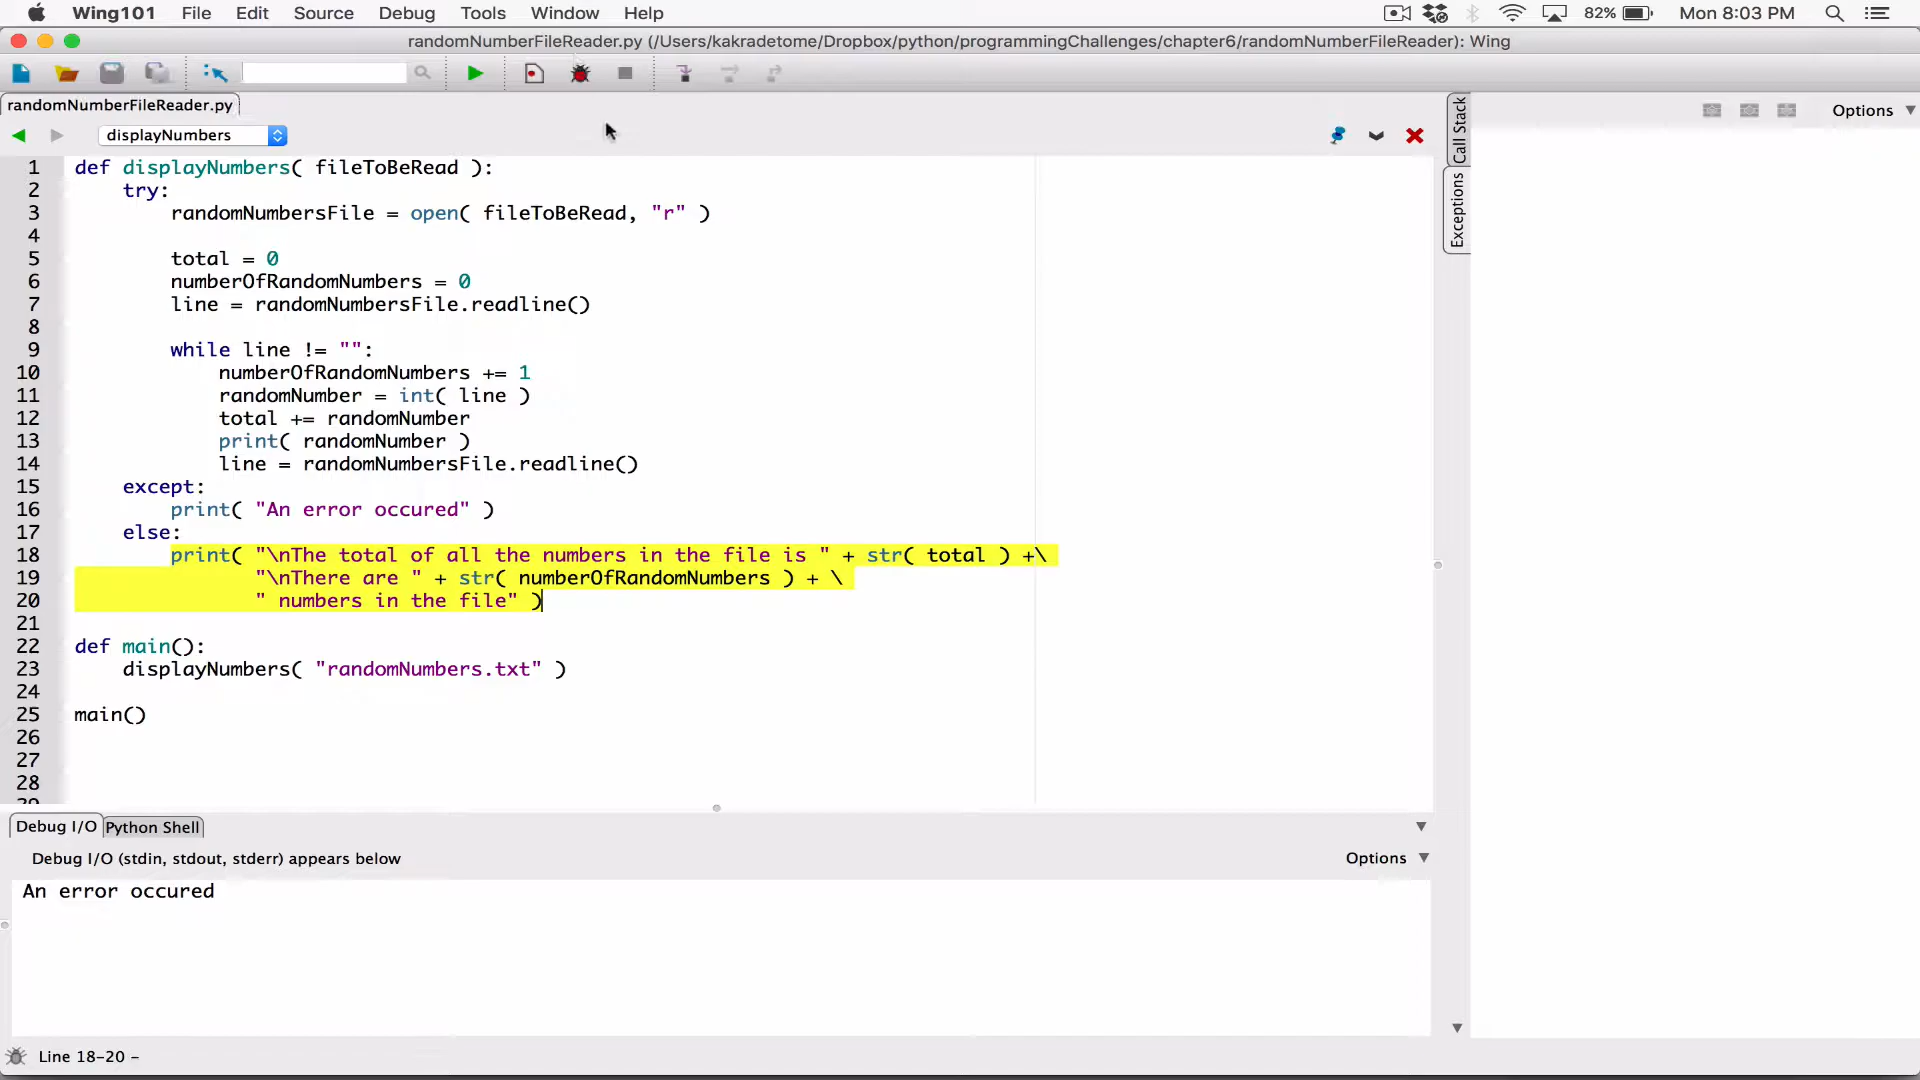 Wing101 File Edit Source Debug Tools Window Help 82% Mon 8:03 PM
randomNumberFileReader.py (/Users/kakradetome/Dropbox/python/programmingChallenges/chapter6/randomNumberFileReader): Wing
randomNumberFileReader.py
displayNumbers
Options
Call Stack
Exceptions
1 def displayNumbers( fileToBeRead ):
2 try:
3 randomNumbersFile = open( fileToBeRead, "r" )
4
5 total = 0
6 numberOfRandomNumbers = 0
7 line = randomNumbersFile.readline()
8
9 while line != "":
10 numberOfRandomNumbers += 1
11 randomNumber = int( line )
12 total += randomNumber
13 print( randomNumber )
14 line = randomNumbersFile.readline()
15 except:
16 print( "An error occured" )
17 else:
18 print( "\nThe total of all the numbers in the file is " + str( total ) +\
19 "\nThere are " + str( numberOfRandomNumbers ) + \
20 " numbers in the file" )
21
22 def main():
23 displayNumbers( "randomNumbers.txt" )
24
25 main()
26
27
28
29
Debug I/O Python Shell
Debug I/O (stdin, stdout, stderr) appears below
Options
An error occured
Line 18-20 -